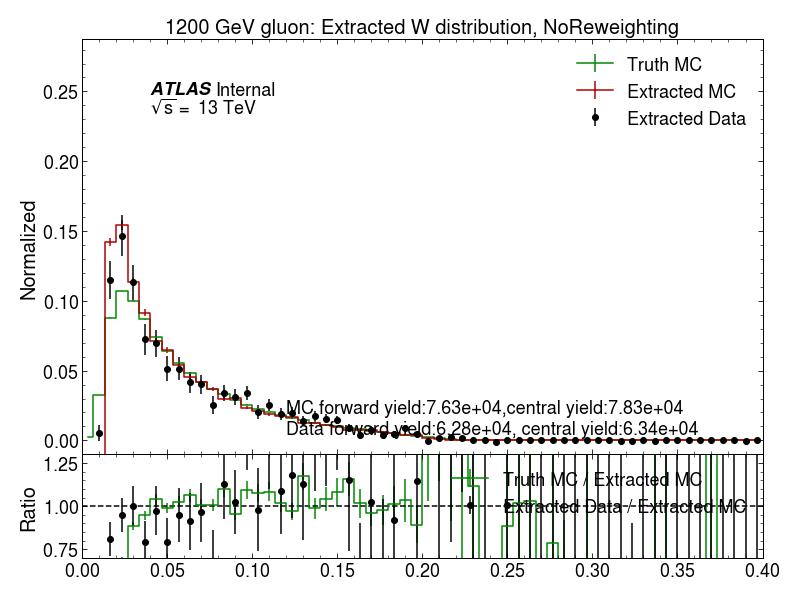 1200 GeV gluon: Extracted W distribution, NoReweighting
Truth MC
Extracted MC
Extracted Data
ATLAS Internal
√s = 13 TeV
Normalized
0.25
0.20
0.15
0.10
0.05
0.00
MC forward yield:7.63e+04,central yield:7.83e+04
Data forward yield:6.28e+04, central yield:6.34e+04
Ratio
1.25
1.00
0.75
Truth MC / Extracted MC
Extracted Data / Extracted MC
0.00 0.05 0.10 0.15 0.20 0.25 0.30 0.35 0.40